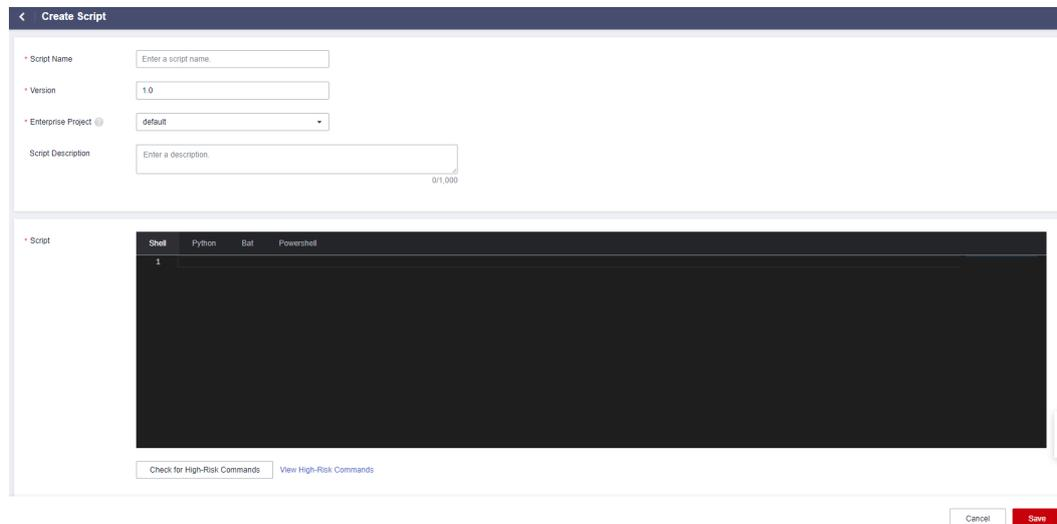 Create Script
* Script Name
Enter a script name.
* Version
1.0
* Enterprise Project
default
Script Description
Enter a description.
0/1,000
* Script
Shell Python Bat Powershell
1
Check for High-Risk Commands View High-Risk Commands
Cancel Save